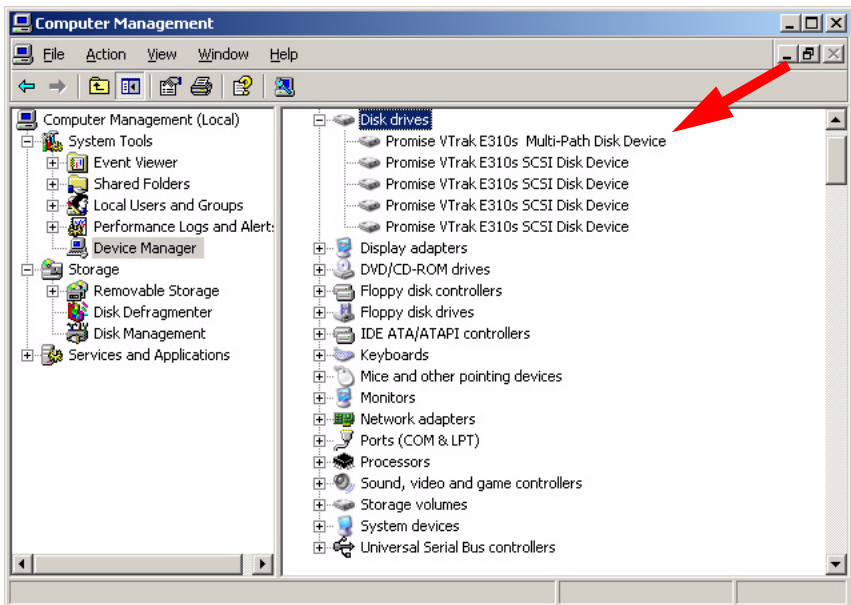 Computer Management
File Action View Window Help
Computer Management (Local)
System Tools
Event Viewer
Shared Folders
Local Users and Groups
Performance Logs and Alert:
Device Manager
Storage
Removable Storage
Disk Defragmenter
Disk Management
Services and Applications
Disk drives
Promise VTrak E310s  Multi-Path Disk Device
Promise VTrak E310s SCSI Disk Device
Promise VTrak E310s SCSI Disk Device
Promise VTrak E310s SCSI Disk Device
Promise VTrak E310s SCSI Disk Device
Display adapters
DVD/CD-ROM drives
Floppy disk controllers
Floppy disk drives
IDE ATA/ATAPI controllers
Keyboards
Mice and other pointing devices
Monitors
Network adapters
Ports (COM & LPT)
Processors
Sound, video and game controllers
Storage volumes
System devices
Universal Serial Bus controllers